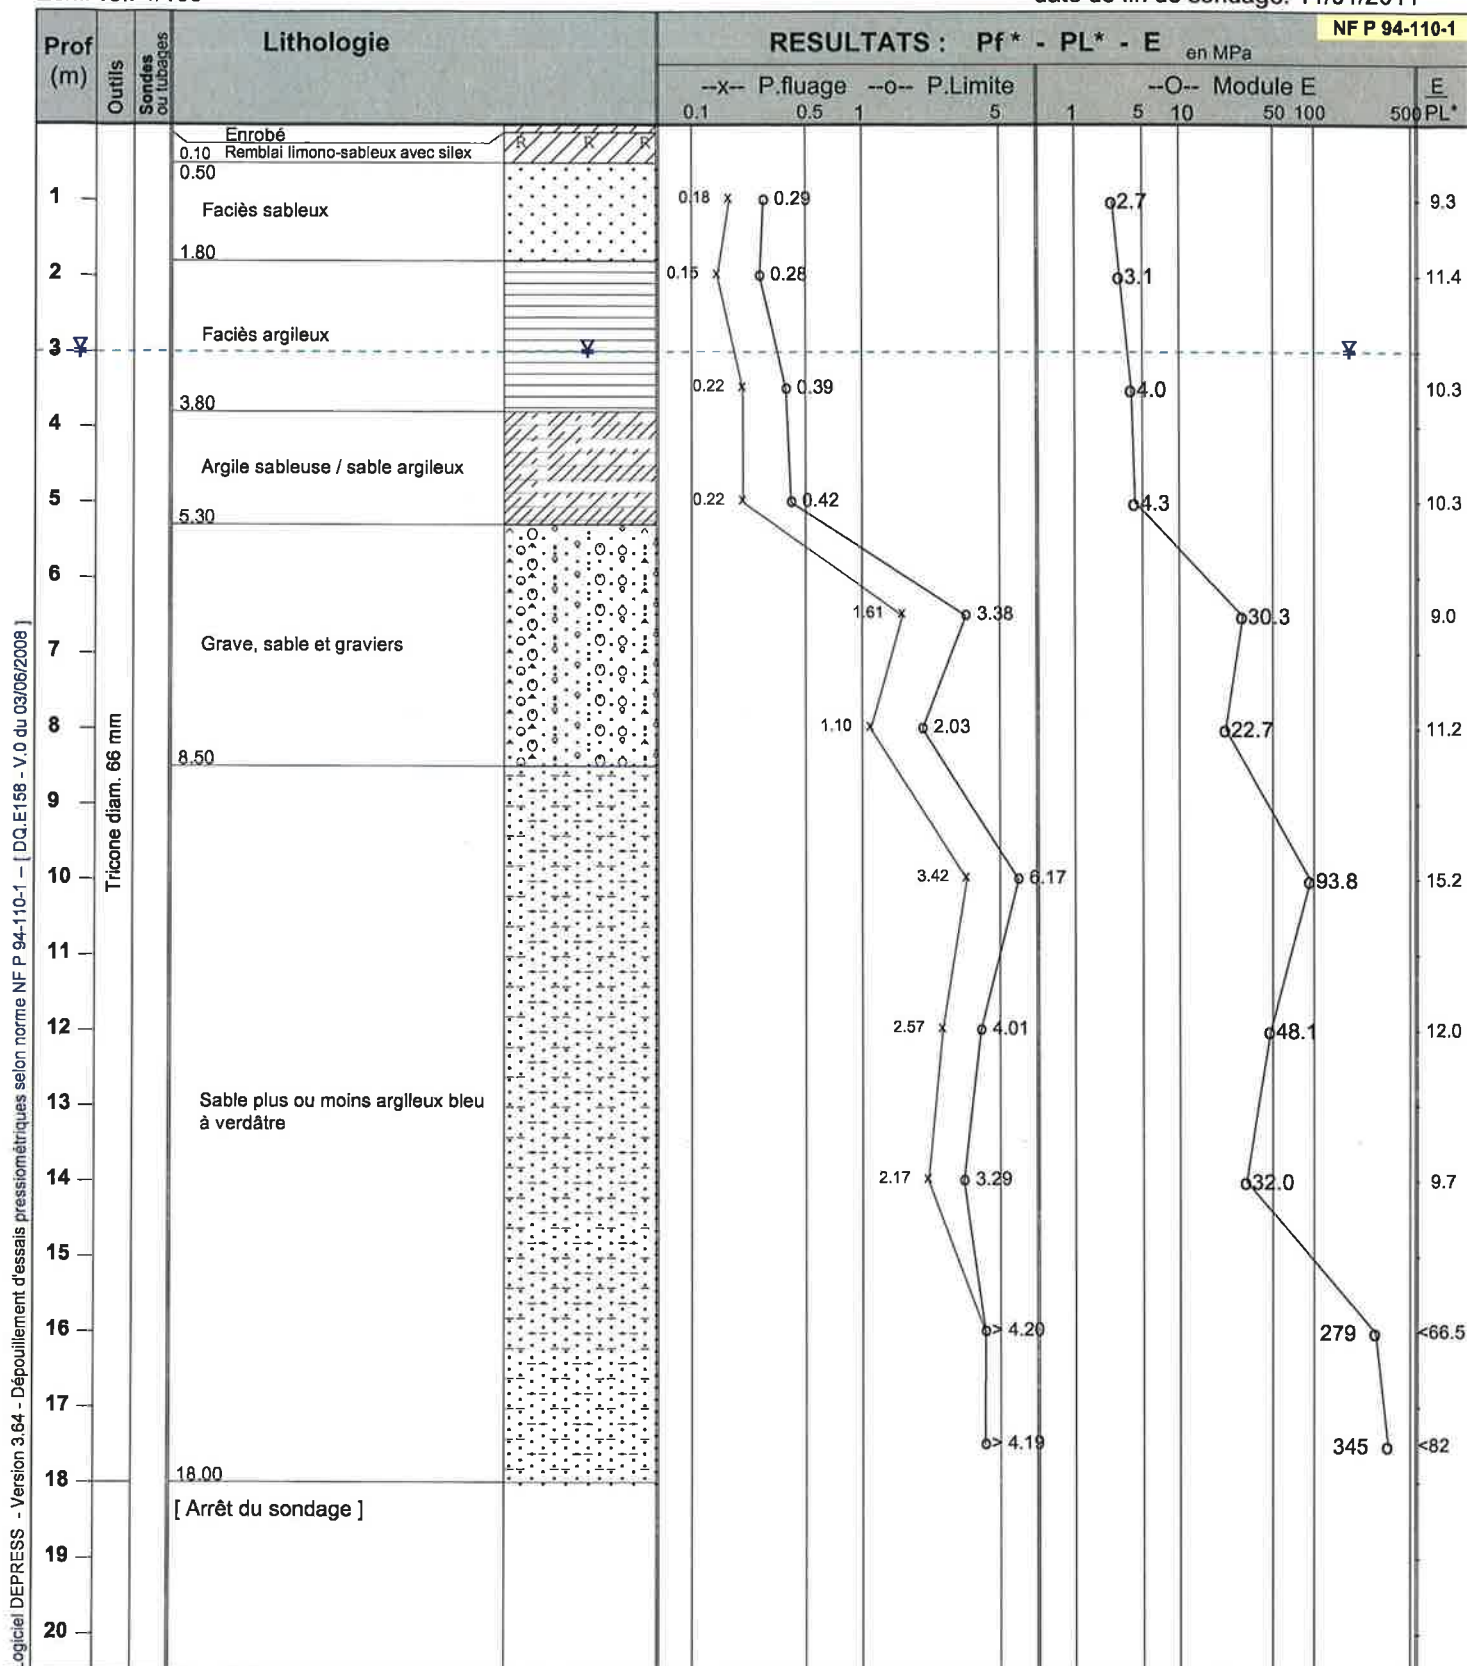 date de fin de sondage: 11/01/2011
NF P 94-110-1
Prof (m)
Outils
Sondes ou tubages
Lithologie
RESULTATS : Pf* - PL* - E en MPa
--x-- P.fluage --o-- P.Limite
--O-- Module E
E
PL*
0.1 0.5 1 5
1 5 10 50 100 500
Enrobé
0.10 Remblai limono-sableux avec silex
R R R
0.50
1
Faciès sableux
0.18 0.29 2.7 9.3
1.80
2
0.15 0.28 3.1 11.4
Faciès argileux
3
0.22 0.39 4.0 10.3
3.80
4
Argile sableuse / sable argileux
5
0.22 0.42 4.3 10.3
5.30
6
1.61 3.38 30.3 9.0
Grave, sable et graviers
7
8
1.10 2.03 22.7 11.2
8.50
9
10
3.42 6.17 93.8 15.2
11
12
2.57 4.01 48.1 12.0
Sable plus ou moins argileux bleu
à verdâtre
13
14
2.17 3.29 32.0 9.7
15
16
> 4.20 279 <66.5
17
> 4.19 345 <82
18
18.00
[ Arrêt du sondage ]
19
20
Tricone diam. 66 mm
Logiciel DEPRESS - Version 3.64 - Dépouillement d'essais pressiométriques selon norme NF P 94-110-1 – [ DQ.E158 - V.0 du 03/06/2008 ]